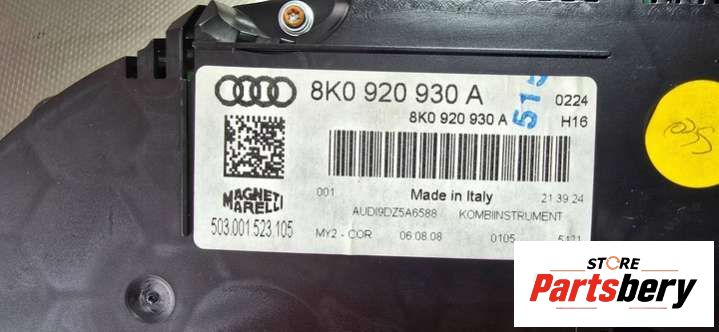 8K0 920 930 A
0224
8K0 920 930 A
H16
515
MAGNETI
MARELLI
503.001.523.105
001
Made in Italy
21 39 24
AUDI9DZ5A6588
KOMBIINSTRUMENT
MY2 - COR
06.08.08
0105
5121
STORE
Partsbery